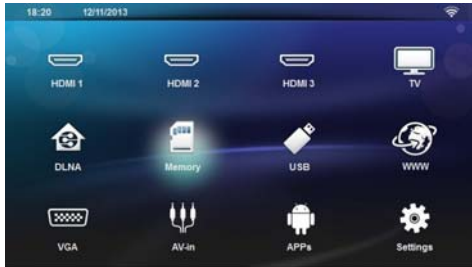 18:20 12/11/2013
HDMI 1 HDMI 2 HDMI 3 TV
DLNA Memory USB WWW
VGA AV-in APPs Settings